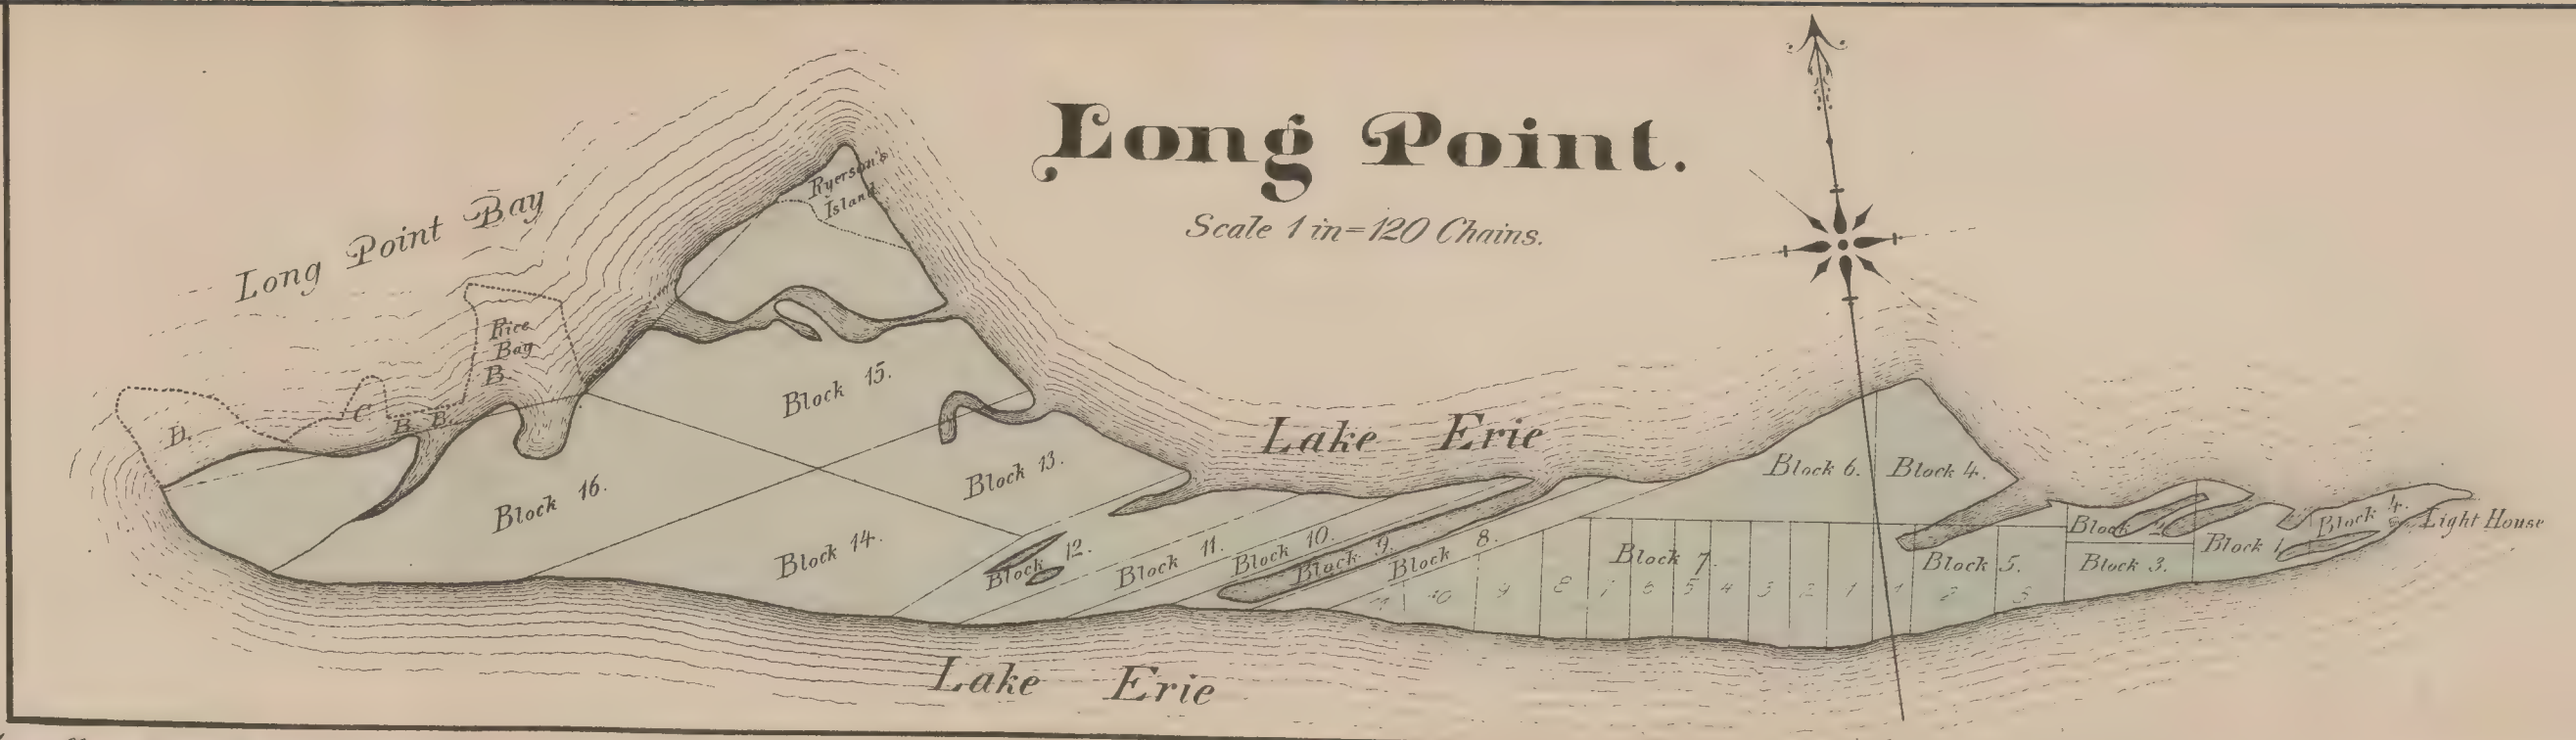 Long Point.
Scale 1 in=120 Chains.
Long Point Bay
Ryerson's
Island.
Rice
Bay
B.
D.
C
B.
B.
Block 15.
Block 16.
Block 13.
Block 14.
Block 12.
Block 11.
Block 10.
Block 9.
Block 8.
Lake Erie
Block 6.
Block 4.
Block 7.
11 10 9 8 7 6 5 4 3 2 1 1 2 3
Block 5.
Block 2
Block 3.
Block 1
Block 4.
Light House
Lake Erie